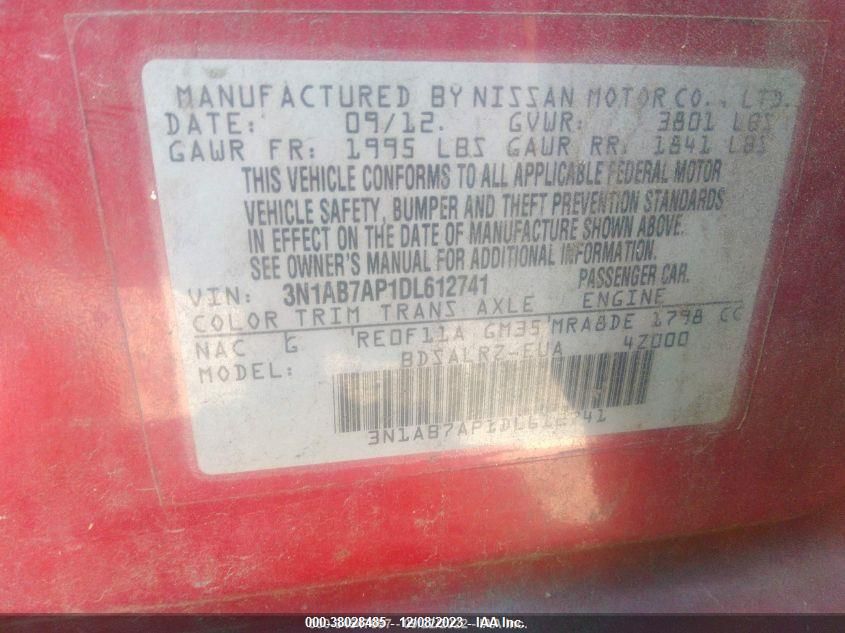 MANUFACTURED BY NISSAN MOTOR CO., LTD.
DATE: 09/12. GVWR: 3801 LBS
GAWR FR: 1995 LBS GAWR RR: 1841 LBS
THIS VEHICLE CONFORMS TO ALL APPLICABLE FEDERAL MOTOR
VEHICLE SAFETY, BUMPER AND THEFT PREVENTION STANDARDS
IN EFFECT ON THE DATE OF MANUFACTURE SHOWN ABOVE.
SEE OWNER'S MANUAL FOR ADDITIONAL INFORMATION.
VIN: 3N1AB7AP1DL612741 PASSENGER CAR.
COLOR TRIM TRANS AXLE ENGINE
NAC G RE0F11A GM35 MRA8DE 1798 CC
MODEL: BDSALRZ-EUA 4Z000
3N1AB7AP1DL612741
000-38028485 12/08/2023 IAA Inc.